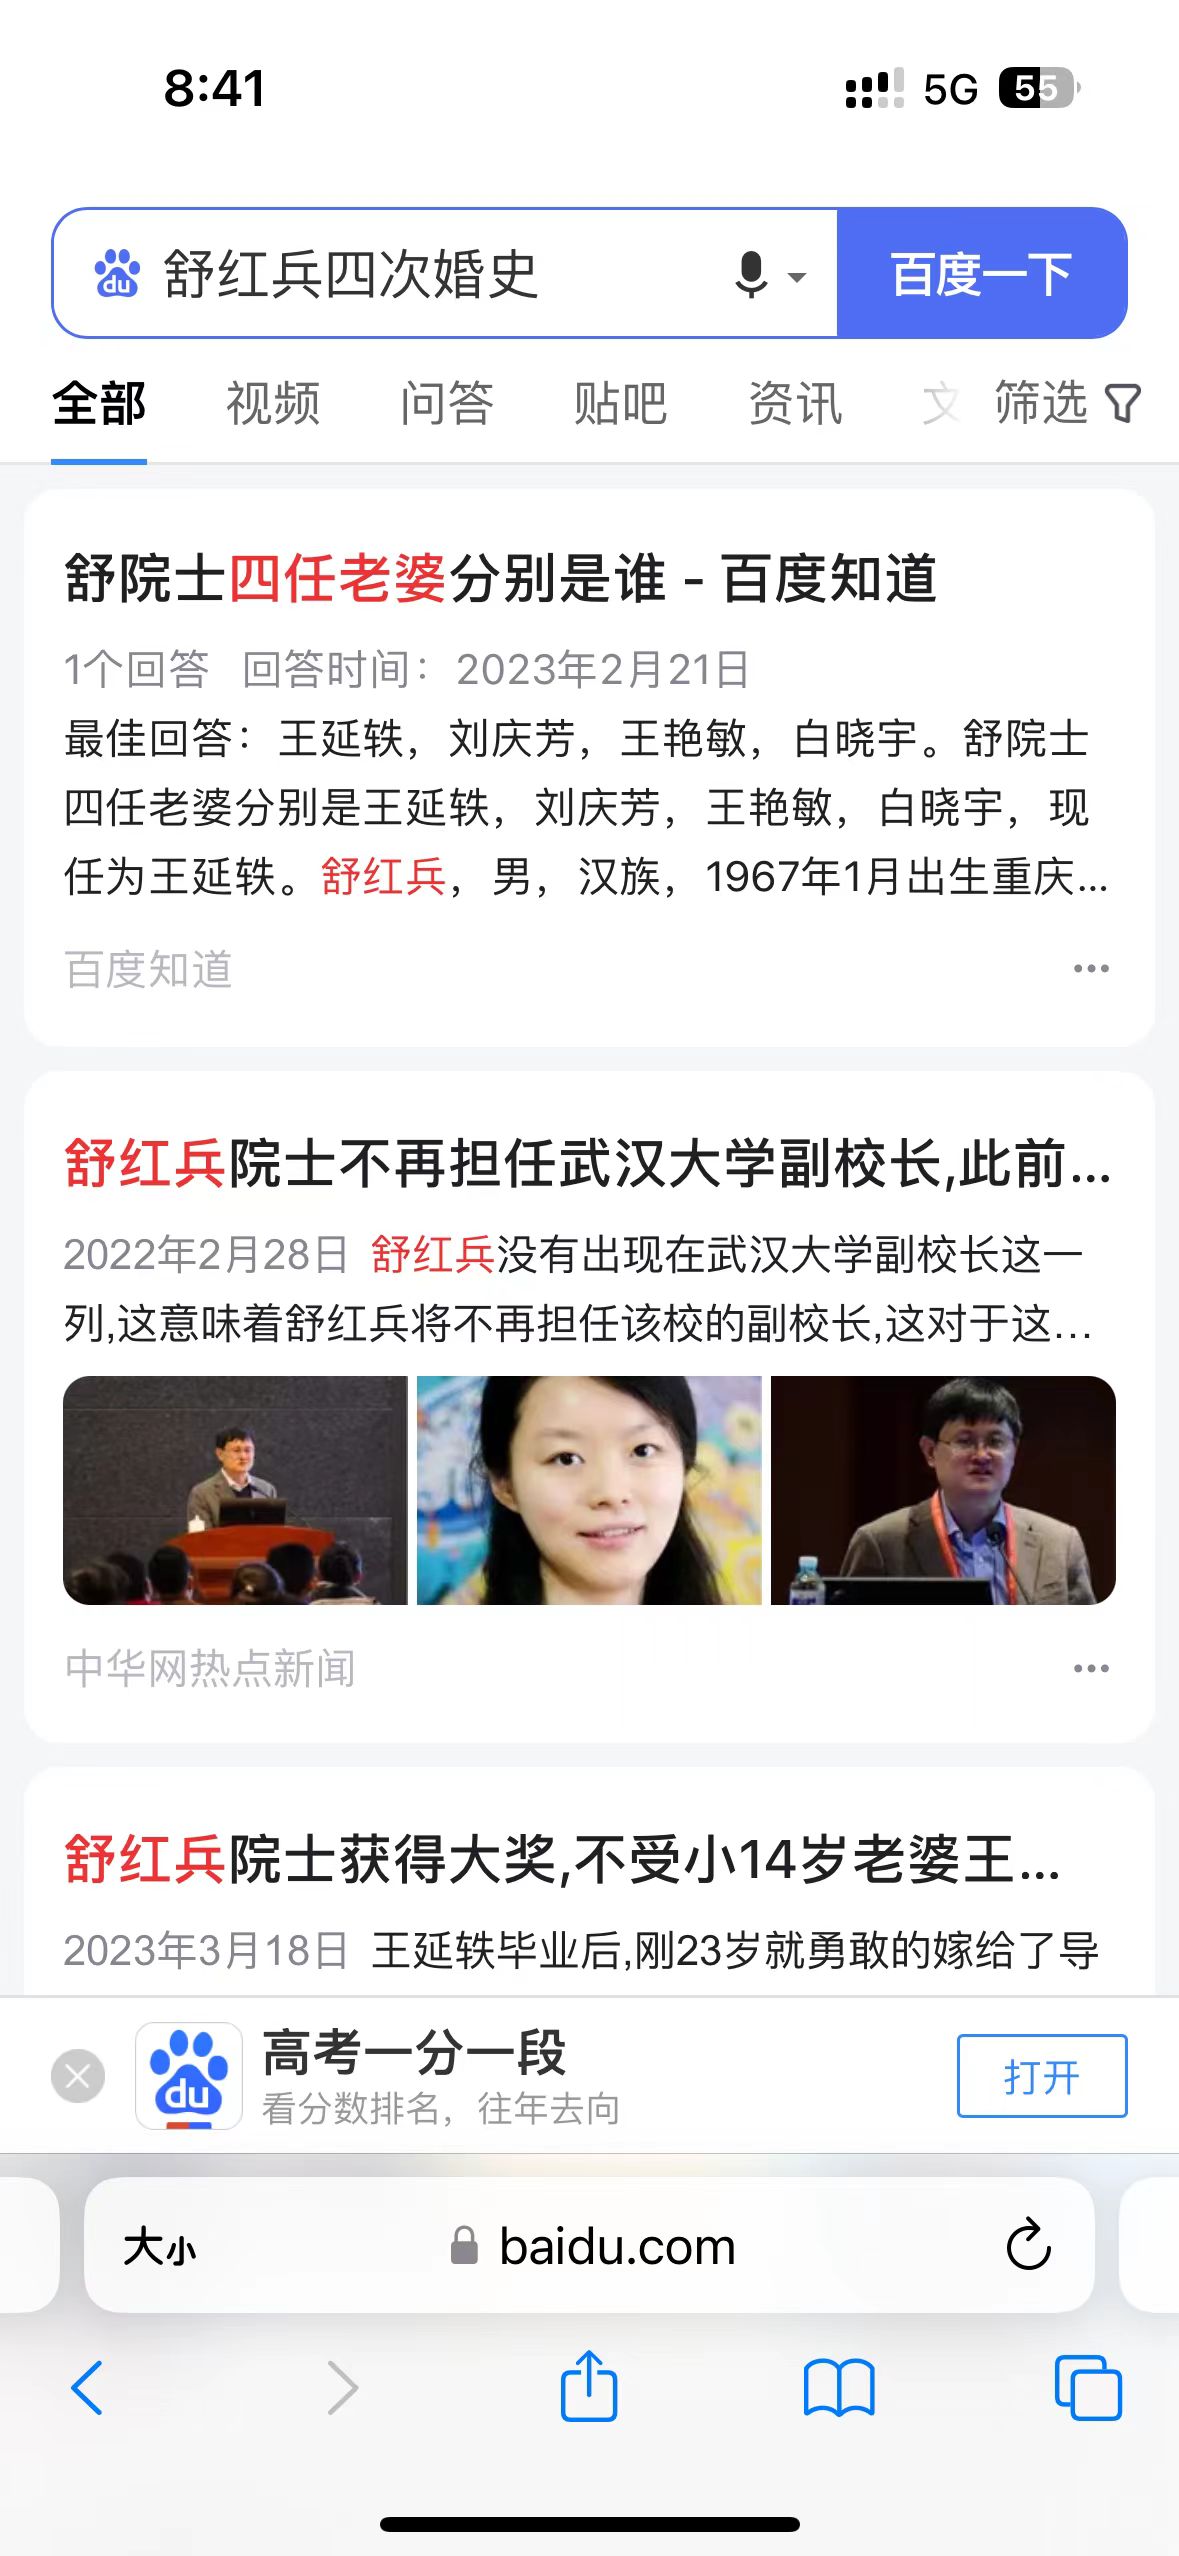 8:41
5G 55
du 舒红兵四次婚史 百度一下
全部 视频 问答 贴吧 资讯 文 筛选
舒院士四任老婆分别是谁 - 百度知道
1个回答 回答时间：2023年2月21日
最佳回答：王延轶，刘庆芳，王艳敏，白晓宇。舒院士
四任老婆分别是王延轶，刘庆芳，王艳敏，白晓宇，现
任为王延轶。舒红兵，男，汉族，1967年1月出生重庆...
百度知道
舒红兵院士不再担任武汉大学副校长,此前...
2022年2月28日 舒红兵没有出现在武汉大学副校长这一
列,这意味着舒红兵将不再担任该校的副校长,这对于这...
中华网热点新闻
舒红兵院士获得大奖,不受小14岁老婆王...
2023年3月18日 王延轶毕业后,刚23岁就勇敢的嫁给了导
du 高考一分一段
看分数排名，往年去向
打开
大小 baidu.com